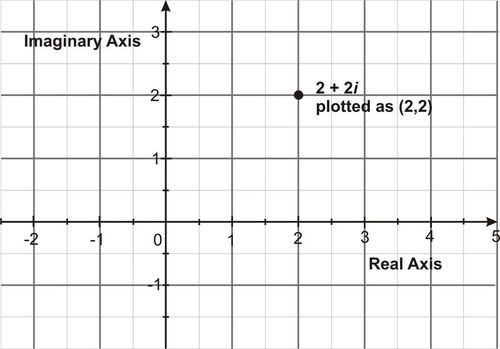 3
Imaginary Axis
2 + 2i
2
plotted as (2,2)
1
-2 -1 0 1 2 3 4 5
Real Axis
-1